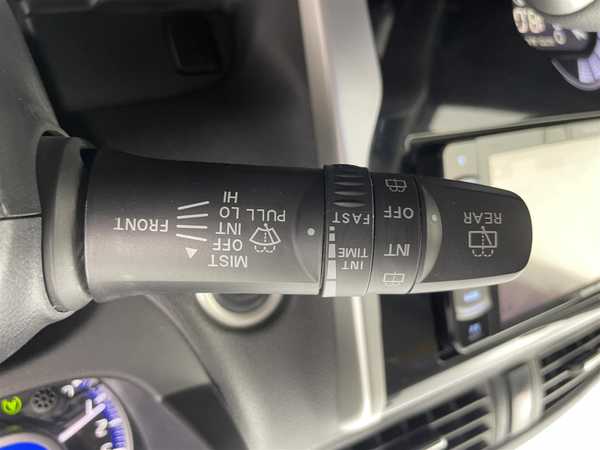 MIST
OFF
INT
PULL LO
HI
FRONT
FAST
INT
TIME
OFF
INT
REAR